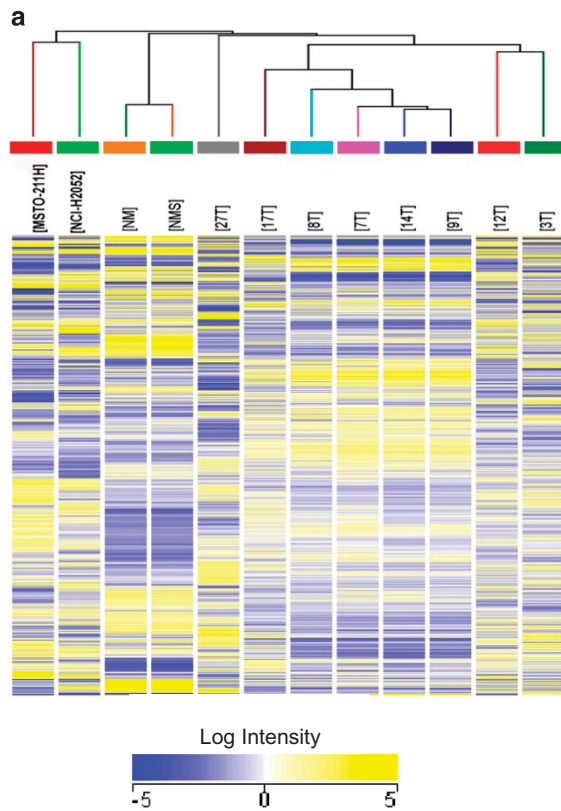 a
[MSTO-211H] [NCI-H2052] [NM] [NMS] [27T] [17T] [8T] [7T] [14T] [9T] [12T] [3T]
Log Intensity
-5 0 5